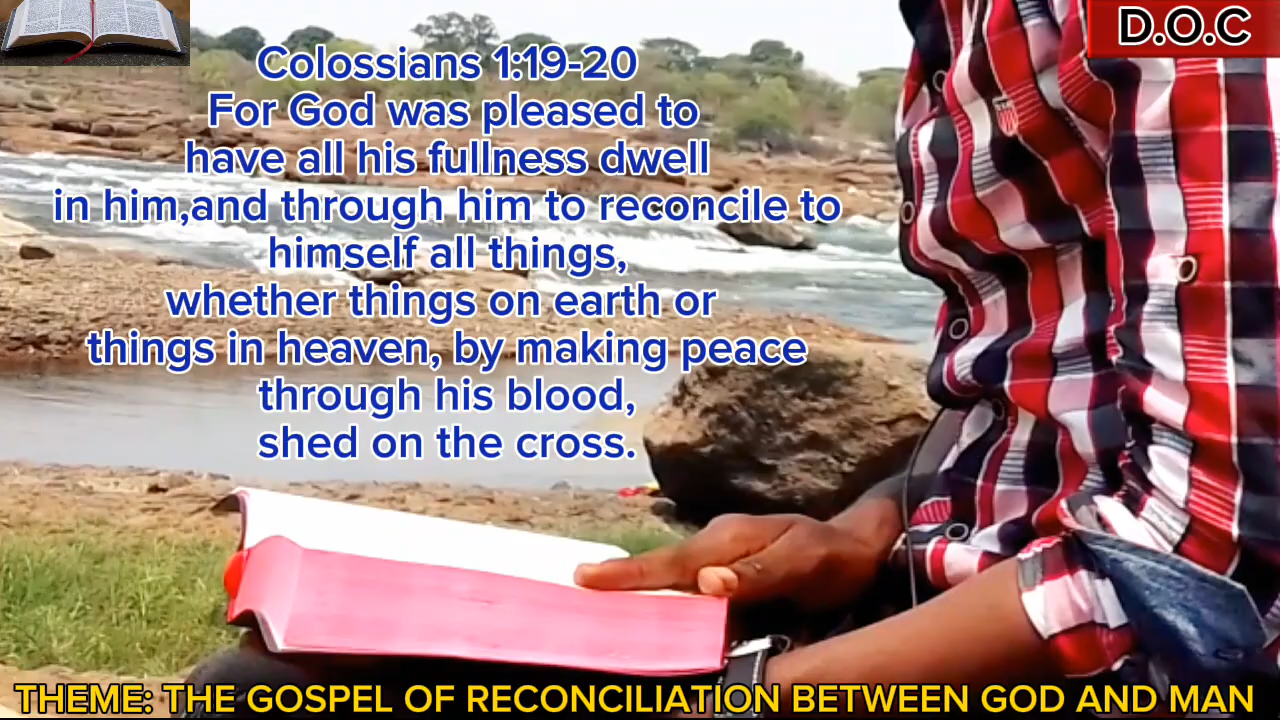 D.O.C
Colossians 1:19-20
For God was pleased to
have all his fullness dwell
in him,and through him to reconcile to
himself all things,
whether things on earth or
things in heaven, by making peace
through his blood,
shed on the cross.
THEME: THE GOSPEL OF RECONCILIATION BETWEEN GOD AND MAN